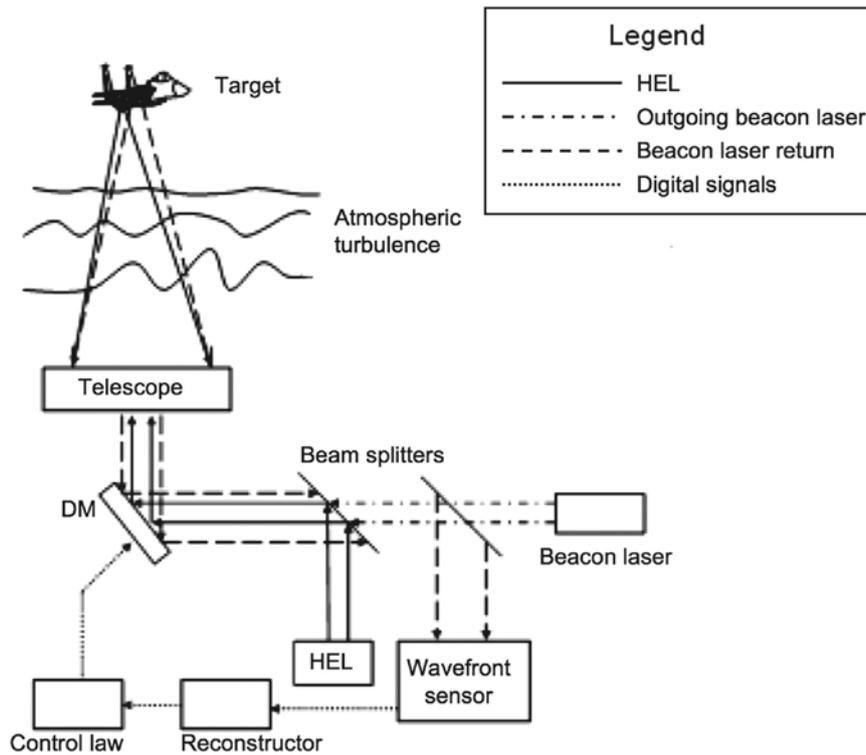 Legend
HEL
Outgoing beacon laser
Beacon laser return
Digital signals
Target
Atmospheric
turbulence
Telescope
Beam splitters
DM
Beacon laser
HEL
Wavefront
sensor
Control law
Reconstructor